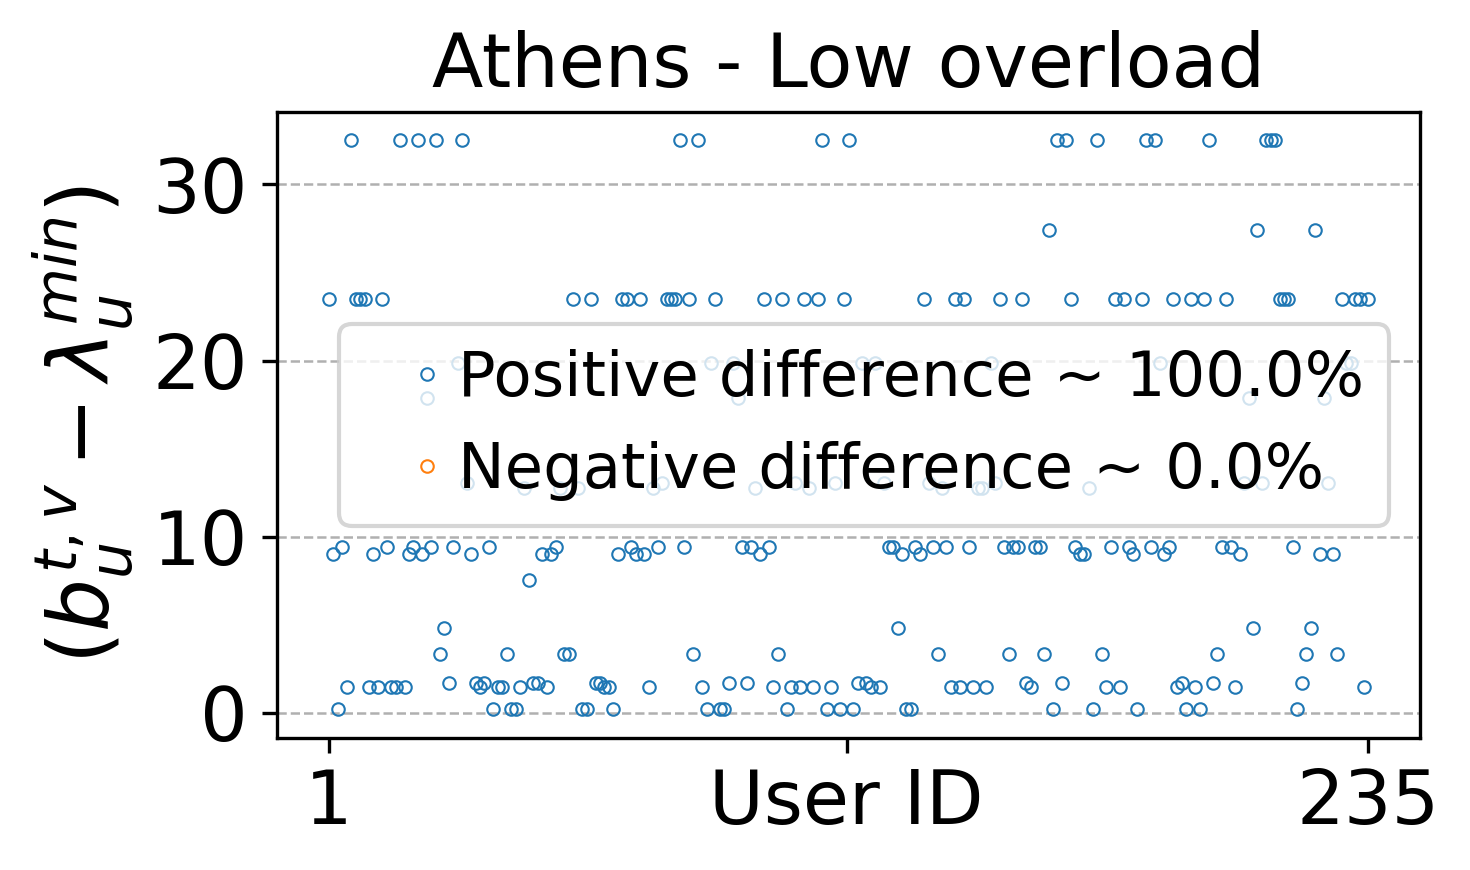 Athens - Low overload
(b_u^{t, v} − λ_u^{min})
30
20
10
0
Positive difference ~ 100.0%
Negative difference ~ 0.0%
1
User ID
235